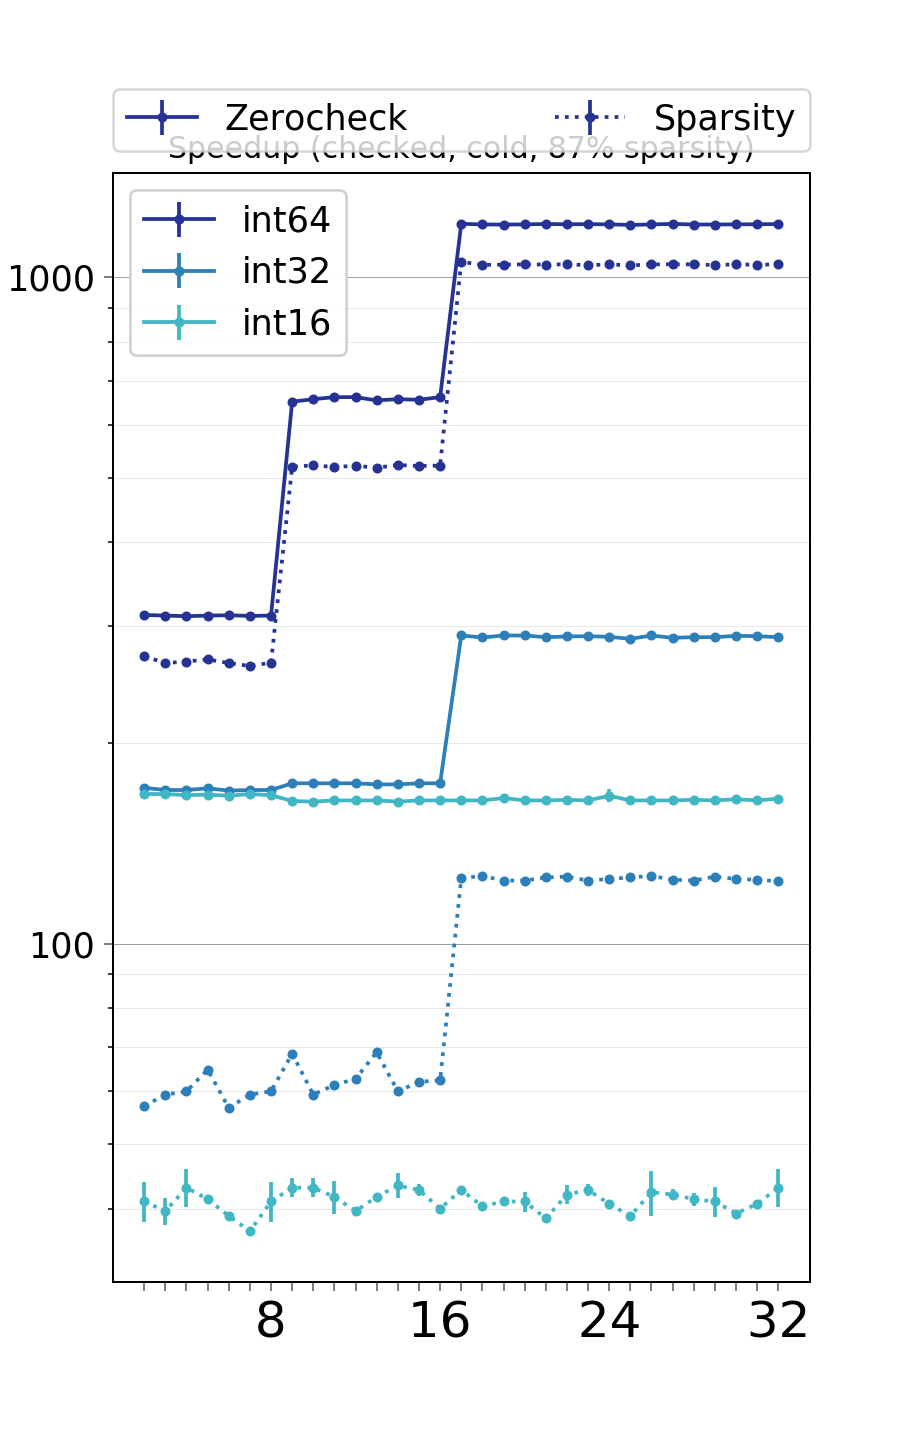 Zerocheck Sparsity
Speedup (checked, cold, 87% sparsity)
int64
int32
int16
1000
100
8 16 24 32